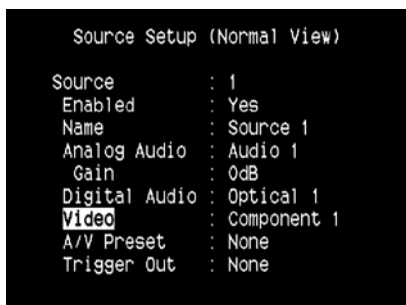 Source Setup (Normal View)
Source : 1
Enabled : Yes
Name : Source 1
Analog Audio : Audio 1
Gain : 0dB
Digital Audio : Optical 1
Video : Component 1
A/V Preset : None
Trigger Out : None